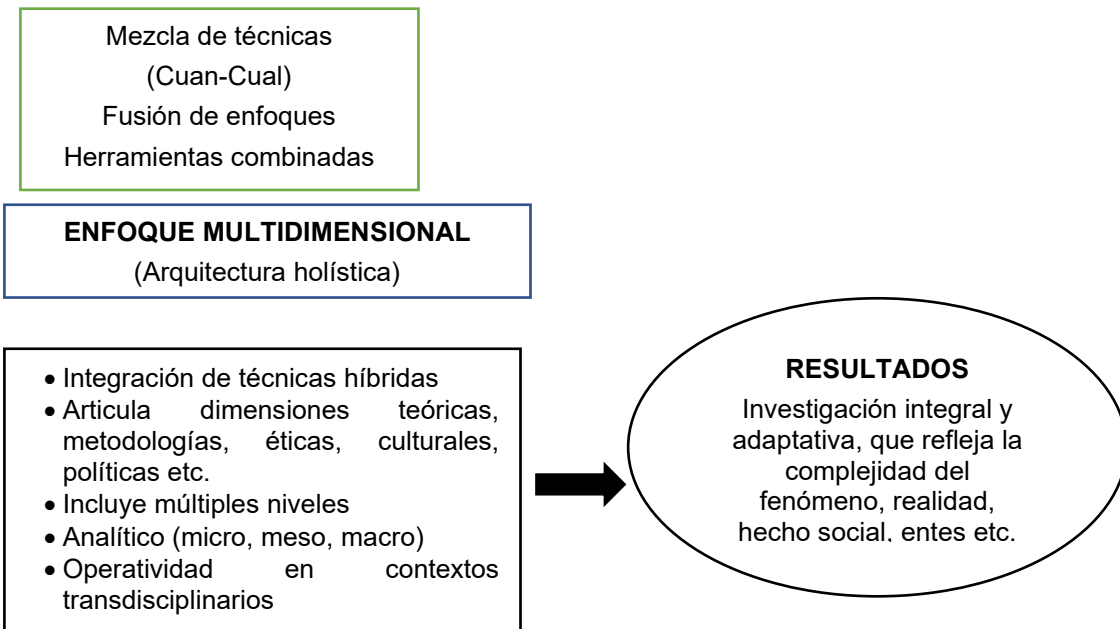 Mezcla de técnicas
(Cuan-Cual)
Fusión de enfoques
Herramientas combinadas
ENFOQUE MULTIDIMENSIONAL
(Arquitectura holística)
• Integración de técnicas híbridas
• Articula dimensiones teóricas,
metodologías, éticas, culturales,
políticas etc.
• Incluye múltiples niveles
• Analítico (micro, meso, macro)
• Operatividad en contextos
transdisciplinarios
RESULTADOS
Investigación integral y
adaptativa, que refleja la
complejidad del
fenómeno, realidad,
hecho social, entes etc.